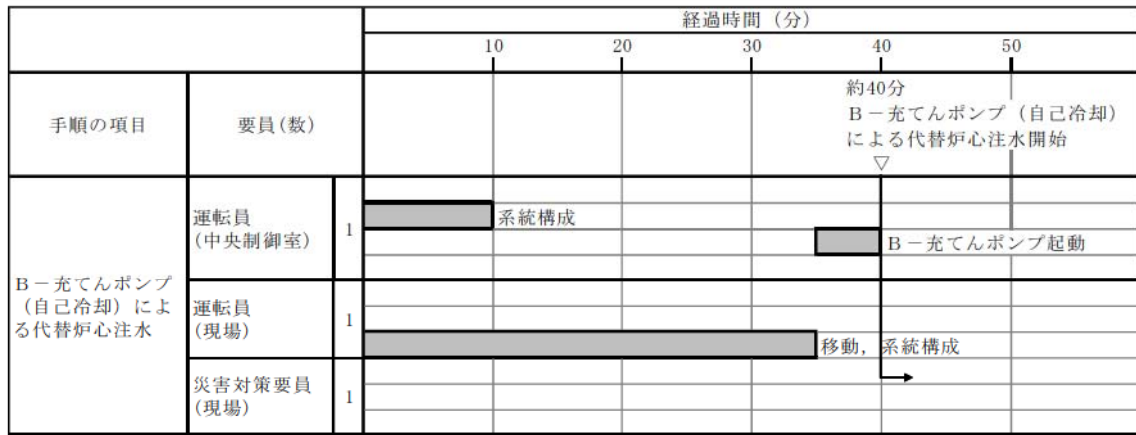 経過時間（分）
10 20 30 40 50
手順の項目
要員(数)
約40分
Ｂ－充てんポンプ（自己冷却）
による代替炉心注水開始
▽
Ｂ－充てんポンプ
（自己冷却）によ
る代替炉心注水
運転員
(中央制御室)
1
系統構成
Ｂ－充てんポンプ起動
運転員
(現場)
1
移動，系統構成
災害対策要員
(現場)
1